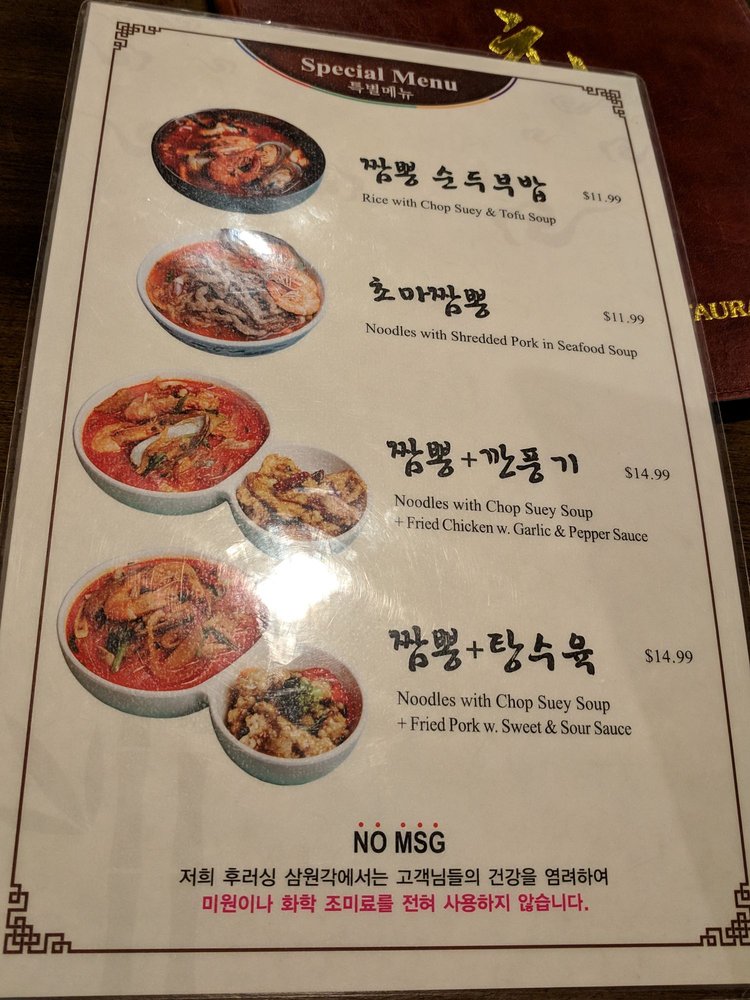 Special Menu
특별메뉴
짬뽕 순두부밥 $11.99
Rice with Chop Suey & Tofu Soup
초마짬뽕 $11.99
Noodles with Shredded Pork in Seafood Soup
짬뽕+깐풍기 $14.99
Noodles with Chop Suey Soup
+ Fried Chicken w. Garlic & Pepper Sauce
짬뽕+탕수육 $14.99
Noodles with Chop Suey Soup
+ Fried Pork w. Sweet & Sour Sauce
NO MSG
저희 후러싱 삼원각에서는 고객님들의 건강을 염려하여
미원이나 화학 조미료를 전혀 사용하지 않습니다.